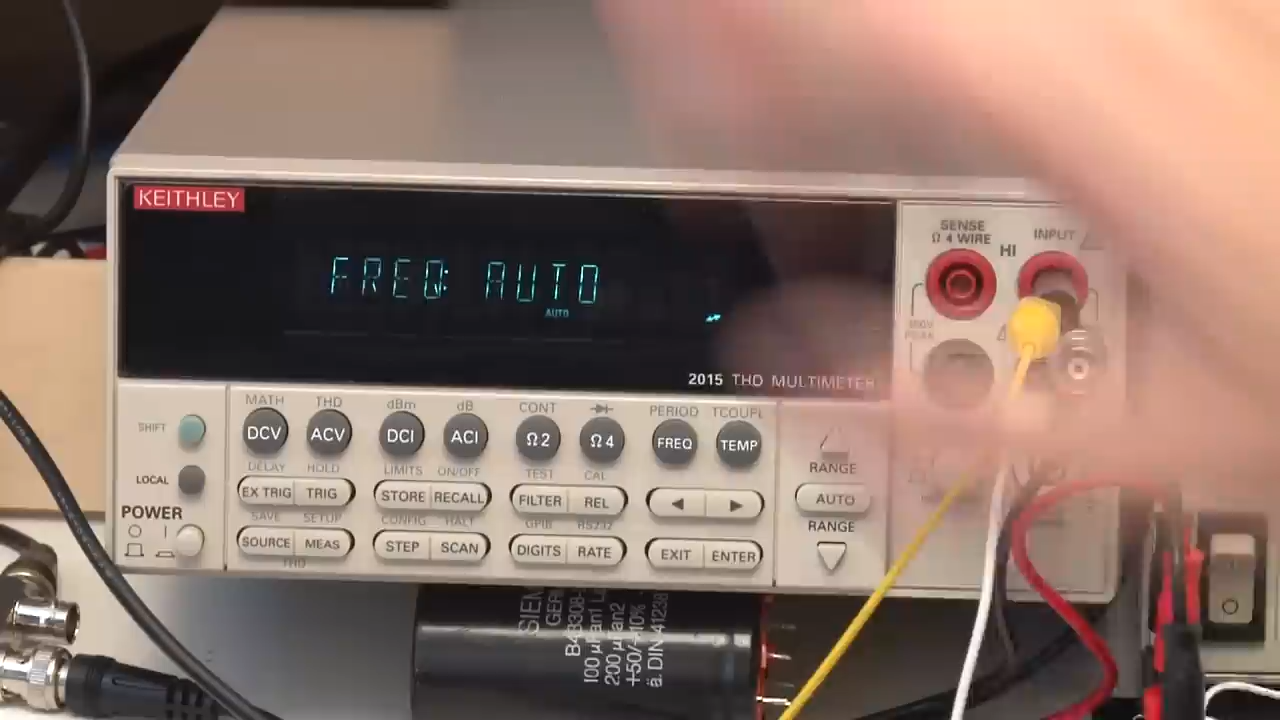 KEITHLEY
FREQ: AUTO
AUTO
2015 THD MULTIMETER
SENSE
Ω 4 WIRE
HI
INPUT
MATH THD dBm dB CONT PERIOD TCOUPL
SHIFT
DCV ACV DCI ACI Ω2 Ω4 FREQ TEMP
DELAY HOLD LIMITS ON/OFF TEST CAL
RANGE
LOCAL
EX TRIG TRIG STORE RECALL FILTER REL ◄ ► AUTO
POWER
SAVE SETUP CONFIG HALT GPIB RS232
RANGE
SOURCE MEAS STEP SCAN DIGITS RATE EXIT ENTER
THD
SIEM
GER
B43308-
100 µF
200 µF
+50/-10%
ä. DIN 41238